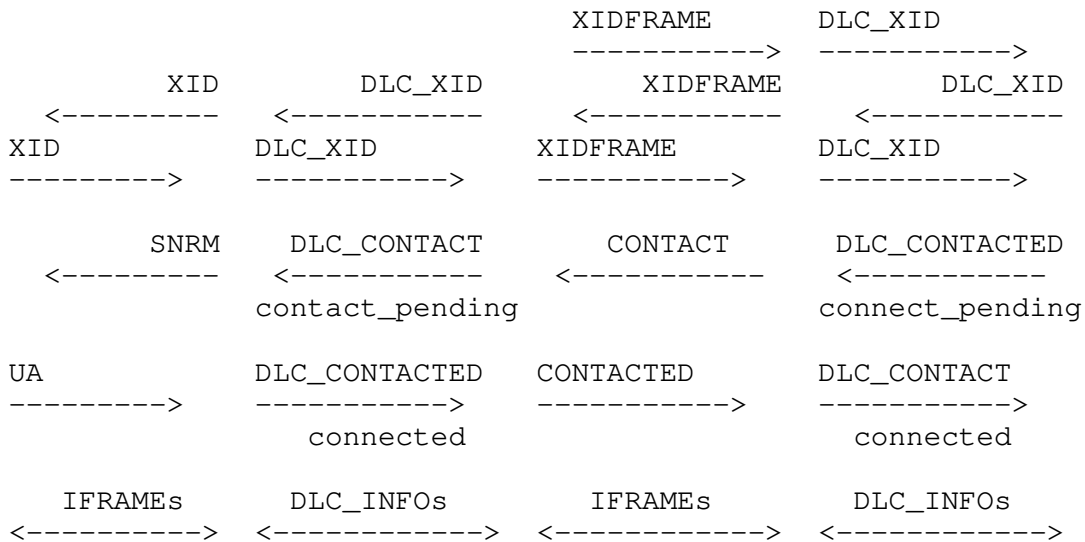 XIDFRAME DLC_XID
-----------> ----------->
XID DLC_XID XIDFRAME DLC_XID
<--------- <----------- <----------- <-----------
XID DLC_XID XIDFRAME DLC_XID
---------> -----------> -----------> ----------->
SNRM DLC_CONTACT CONTACT DLC_CONTACTED
<--------- <----------- <----------- <-----------
contact_pending connect_pending
UA DLC_CONTACTED CONTACTED DLC_CONTACT
---------> -----------> -----------> ----------->
connected connected
IFRAMEs DLC_INFOs IFRAMEs DLC_INFOs
<----------> <------------> <------------> <------------>